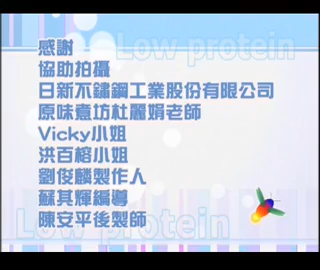 Low protein
感謝
協助拍攝
日新不鏽鋼工業股份有限公司
原味煮坊杜麗娟老師
Vicky小姐
洪百榕小姐
劉俊麟製作人
蘇其輝編導
陳安平後製師
Low protein